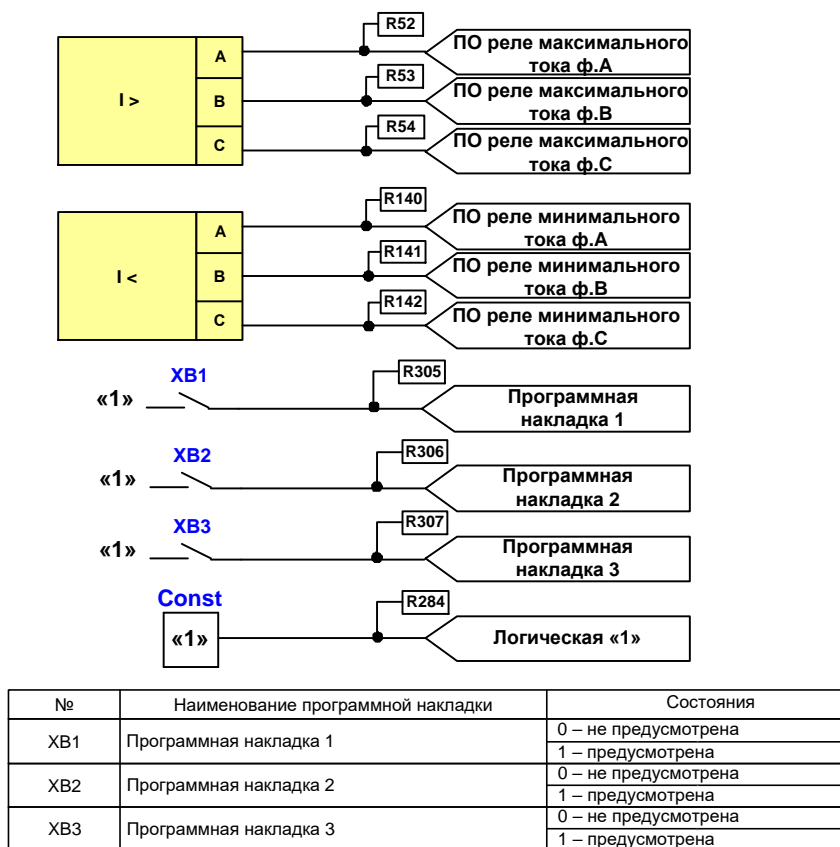 R52
ПО реле максимального
тока ф.A
A
I >
R53
ПО реле максимального
тока ф.B
B
R54
ПО реле максимального
тока ф.C
C
R140
ПО реле минимального
тока ф.A
A
I <
R141
ПО реле минимального
тока ф.B
B
R142
ПО реле минимального
тока ф.C
C
XB1
R305
«1»
Программная
накладка 1
XB2
R306
«1»
Программная
накладка 2
XB3
R307
«1»
Программная
накладка 3
Const
R284
«1»
Логическая «1»
№ Наименование программной накладки Состояния
XB1 Программная накладка 1 0 – не предусмотрена
1 – предусмотрена
XB2 Программная накладка 2 0 – не предусмотрена
1 – предусмотрена
XB3 Программная накладка 3 0 – не предусмотрена
1 – предусмотрена